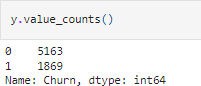 y.value_counts()
0    5163
1    1869
Name: Churn, dtype: int64